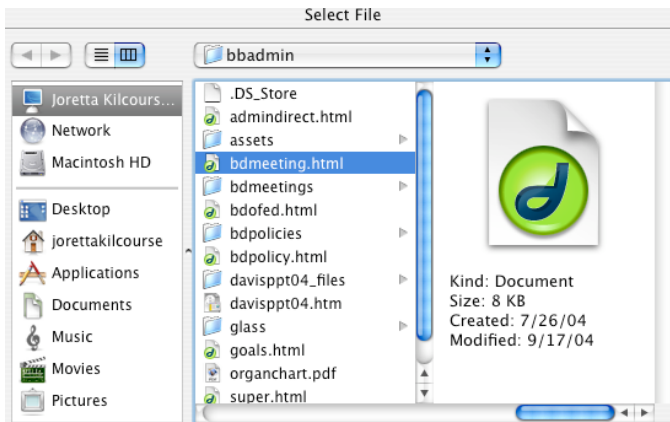 Select File
bbadmin
Joretta Kilcours...
Network
Macintosh HD
Desktop
jorettakilcourse
Applications
Documents
Music
Movies
Pictures
.DS_Store
admindirect.html
assets
bdmeeting.html
bdmeetings
bdofed.html
bdpolicies
bdpolicy.html
davisppt04_files
davisppt04.htm
glass
goals.html
organchart.pdf
super.html
Kind: Document
Size: 8 KB
Created: 7/26/04
Modified: 9/17/04